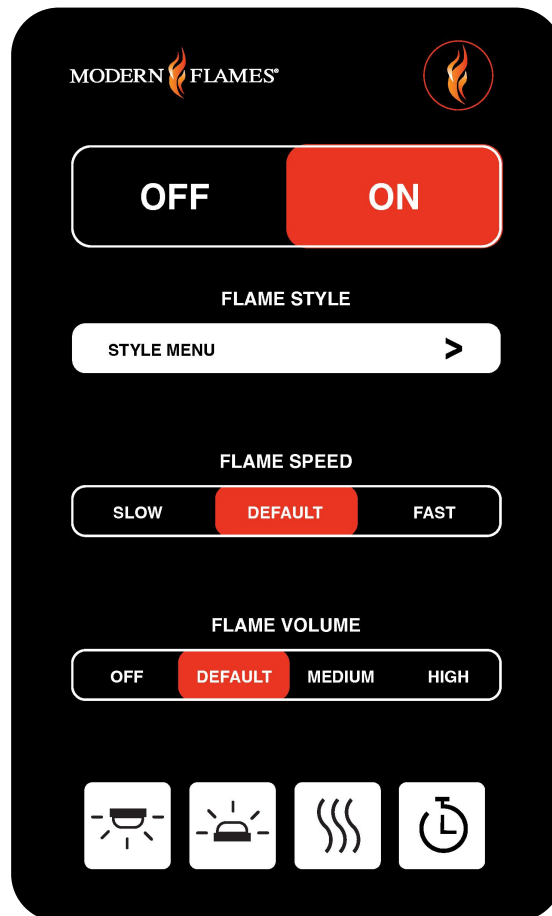 MODERN FLAMES®
OFF ON
FLAME STYLE
STYLE MENU >
FLAME SPEED
SLOW DEFAULT FAST
FLAME VOLUME
OFF DEFAULT MEDIUM HIGH